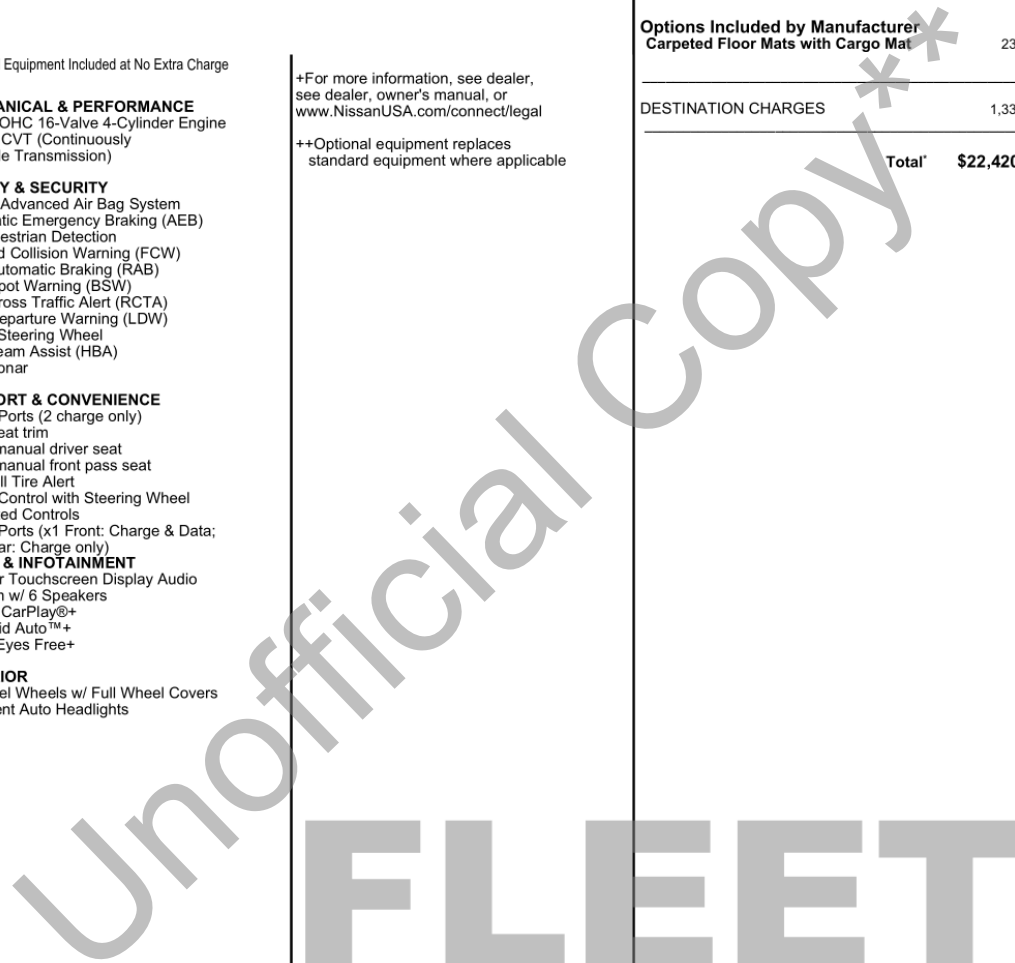 Equipment Included at No Extra Charge
ANICAL & PERFORMANCE
OHC 16-Valve 4-Cylinder Engine
CVT (Continuously
le Transmission)
Y & SECURITY
Advanced Air Bag System
tic Emergency Braking (AEB)
estrian Detection
d Collision Warning (FCW)
utomatic Braking (RAB)
pot Warning (BSW)
ross Traffic Alert (RCTA)
eparture Warning (LDW)
Steering Wheel
eam Assist (HBA)
onar
ORT & CONVENIENCE
Ports (2 charge only)
eat trim
manual driver seat
manual front pass seat
ll Tire Alert
Control with Steering Wheel
ed Controls
Ports (x1 Front: Charge & Data;
ar: Charge only)
& INFOTAINMENT
r Touchscreen Display Audio
n w/ 6 Speakers
CarPlay®+
id Auto™+
Eyes Free+
IOR
el Wheels w/ Full Wheel Covers
ent Auto Headlights
+For more information, see dealer,
see dealer, owner's manual, or
www.NissanUSA.com/connect/legal
++Optional equipment replaces
standard equipment where applicable
Options Included by Manufacturer
Carpeted Floor Mats with Cargo Mat 23
DESTINATION CHARGES 1,33
Total* $22,420
Unofficial Copy**
FLEET